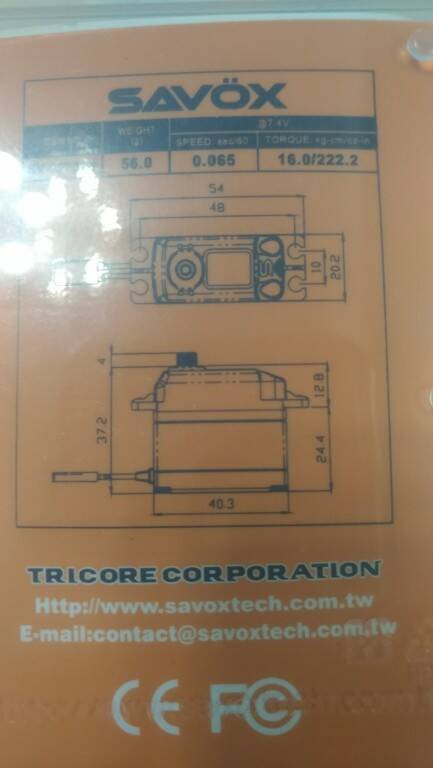 SAVÖX
WEIGHT
(g)
@7.4V
SPEED: sec/60
TORQUE: kg-cm/oz-in
56.0
0.065
16.0/222.2
54
48
10
20.2
4
37.2
12.8
24.4
40.3
TRICORE CORPORATION
Http://www.savoxtech.com.tw
E-mail:contact@savoxtech.com.tw
CE FC